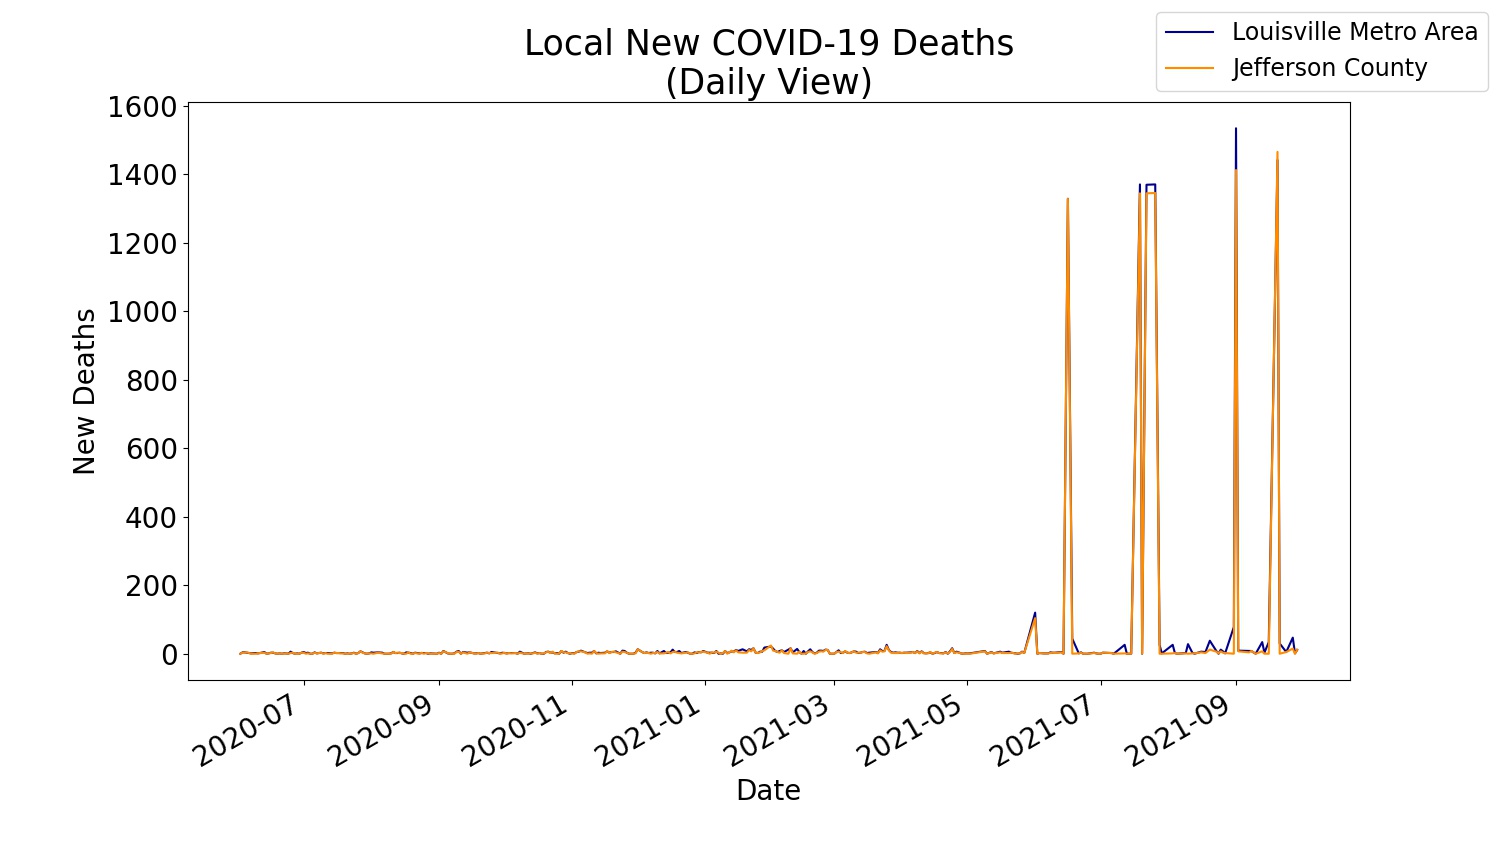 Local New COVID-19 Deaths
(Daily View)
Louisville Metro Area
Jefferson County
1600
1400
1200
1000
800
600
400
200
0
New Deaths
2020-07
2020-09
2020-11
2021-01
2021-03
2021-05
2021-07
2021-09
Date